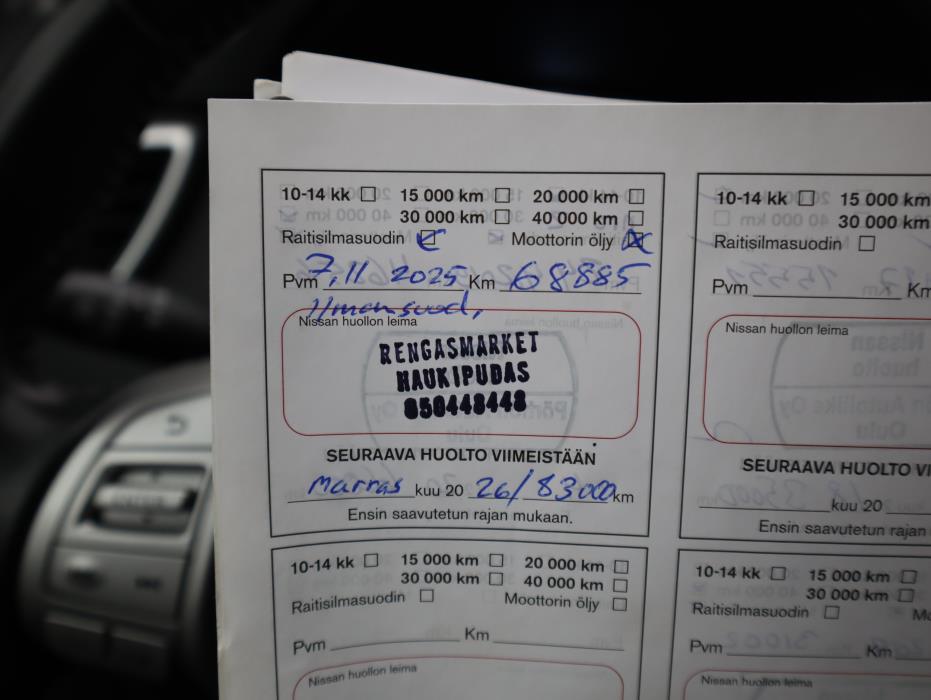 10-14 kk 15 000 km 20 000 km
30 000 km 40 000 km
Raitisilmasuodin Moottorin öljy
Pvm 7,11 2025 Km 68885
Ilmansuod,
Nissan huollon leima
RENGASMARKET
HAUKIPUDAS
050448448
SEURAAVA HUOLTO VIIMEISTÄÄN
Marras kuu 20 26/83000 km
Ensin saavutetun rajan mukaan.
10-14 kk 15 000 km
30 000 km
Raitisilmasuodin
Pvm Km
Nissan huollon leima
SEURAAVA HUOLTO VI
kuu 20
Ensin saavutetun rajan
10-14 kk 15 000 km 20 000 km
30 000 km 40 000 km
Raitisilmasuodin Moottorin öljy
Pvm Km
Nissan huollon leima
10-14 kk 15 000 km
30 000 km
Raitisilmasuodin Mo
Pvm Km
Nissan huollon leima